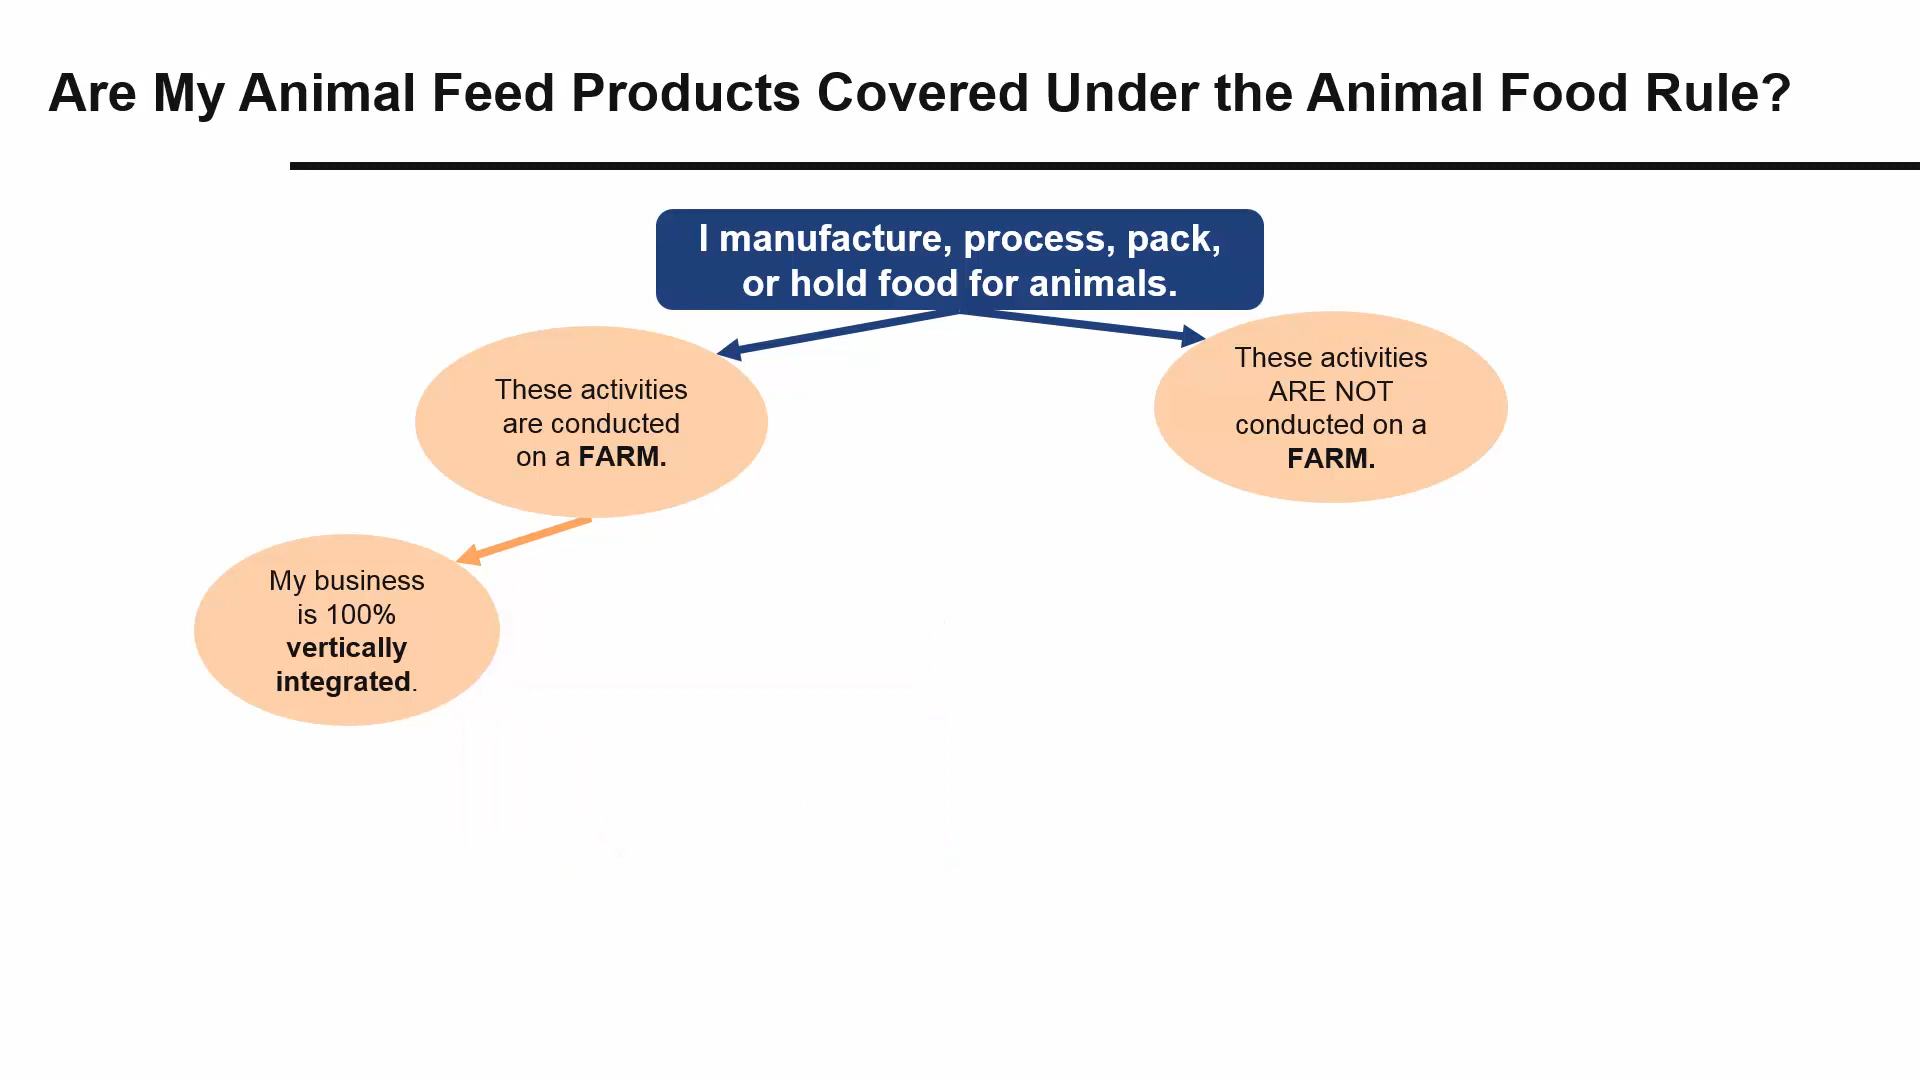 Are My Animal Feed Products Covered Under the Animal Food Rule?
I manufacture, process, pack,
or hold food for animals.
These activities
are conducted
on a FARM.
These activities
ARE NOT
conducted on a
FARM.
My business
is 100%
vertically
integrated.